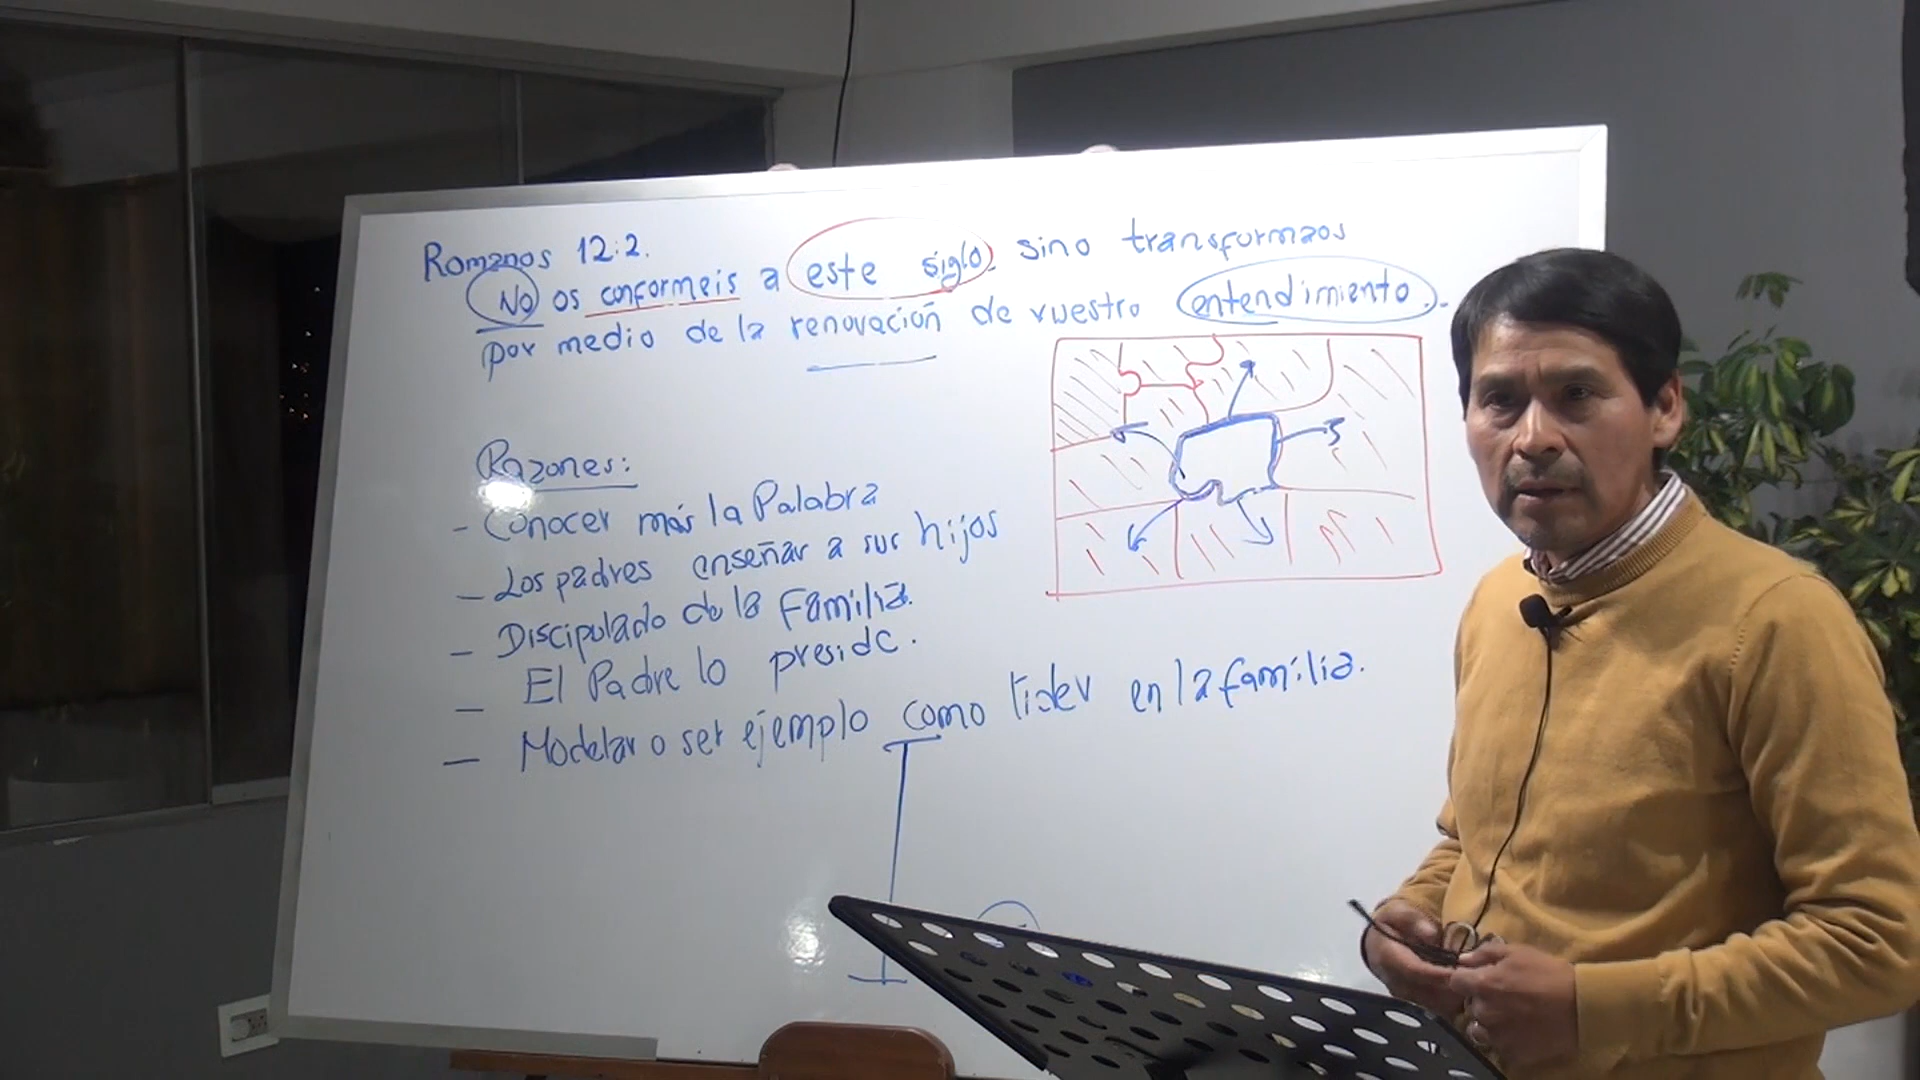 Romanos 12:2.
No os conformeis a este siglo. sino transformaos
por medio de la renovación de vuestro entendimiento.
Razones:
- Conocer más la Palabra
- Los padres enseñar a sus hijos
- Discipulado de la Familia.
- El Padre lo preside.
- Modelar o ser ejemplo como lider en la familia.